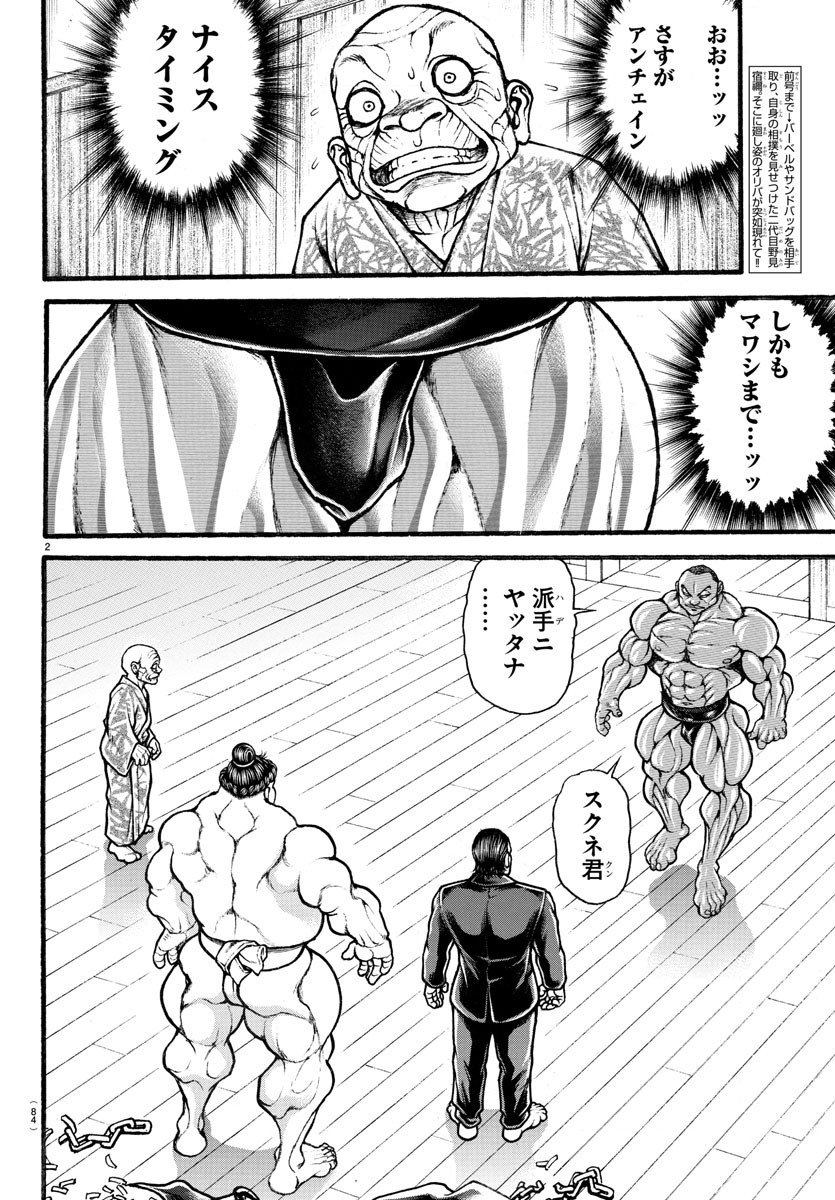 前号まで→バーベルやサンドバッグを相手
取り、自身の相撲を見せつけた二代目野見
宿禰。そこに廻し姿のオリバが突如現れて!!
おお…ッッ
さすが
アンチェイン
ナイス
タイミング
しかも
マワシまで…ッッ
2
派手ニ
ハデ
ヤッタナ
……
スクネ君
クン
(84)